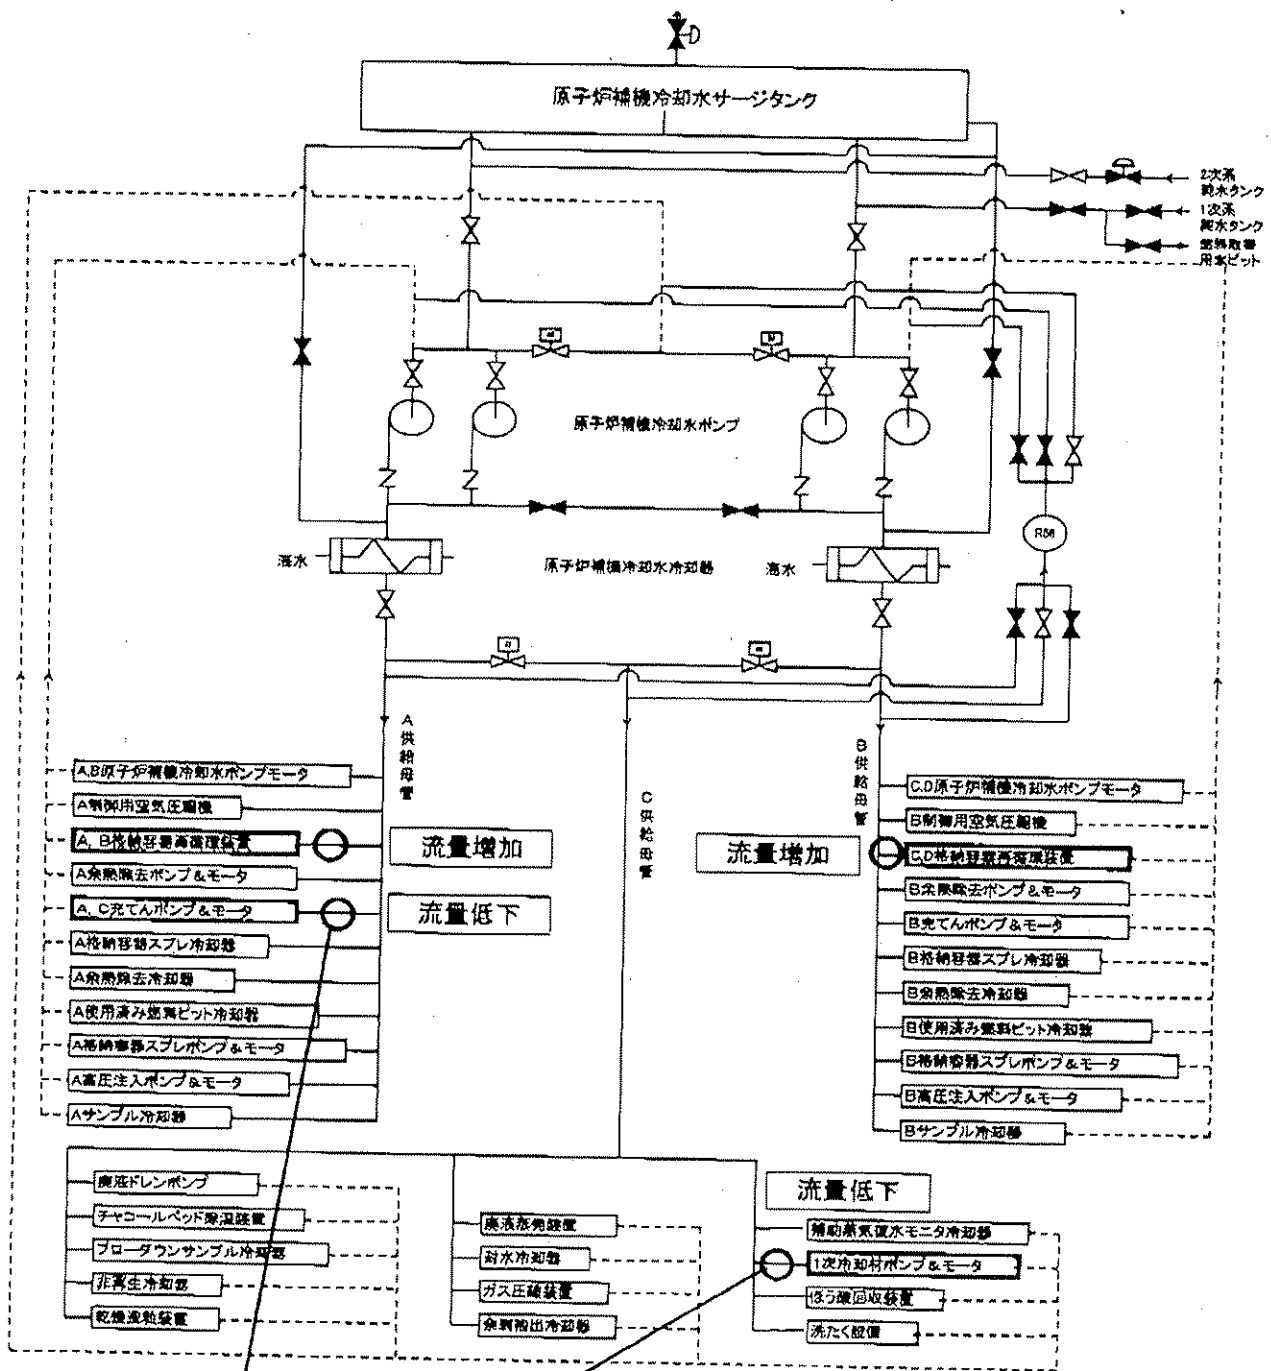 原子炉補機冷却水サージタンク
2次系
純水タンク
1次系
純水タンク
燃料取替
用水ピット
原子炉補機冷却水ポンプ
R56
海水
原子炉補機冷却水冷却器
海水
A供給母管
C供給母管
B供給母管
A,B原子炉補機冷却水ポンプモータ
A制御用空気圧縮機
A, B格納容器再循環装置
流量増加
A余熱除去ポンプ&モータ
A, C充てんポンプ&モータ
流量低下
A格納容器スプレ冷却器
A余熱除去冷却器
A使用済み燃料ピット冷却器
A格納容器スプレポンプ&モータ
A高圧注入ポンプ&モータ
Aサンプル冷却器
流量増加
C,D原子炉補機冷却水ポンプモータ
B制御用空気圧縮機
C,D格納容器再循環装置
B余熱除去ポンプ&モータ
B充てんポンプ&モータ
B格納容器スプレ冷却器
B余熱除去冷却器
B使用済み燃料ピット冷却器
B格納容器スプレポンプ&モータ
B高圧注入ポンプ&モータ
Bサンプル冷却器
廃液ドレンポンプ
チャコールベッド除湿装置
ブローダウンサンプル冷却器
非再生冷却器
乾燥造粒装置
廃液蒸発装置
封水冷却器
ガス圧縮装置
余剰抽出冷却器
流量低下
補助蒸気復水モニタ冷却器
1次冷却材ポンプ&モータ
ほう酸回収装置
洗たく設備